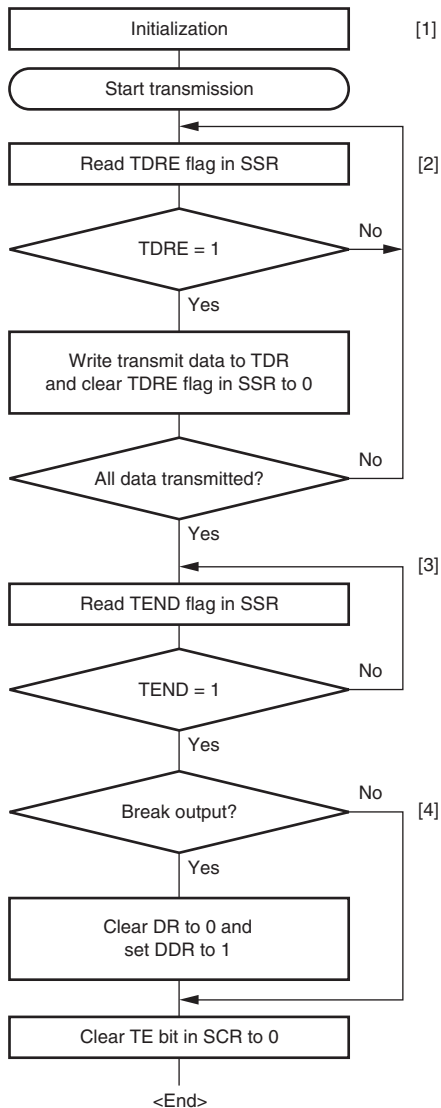 Initialization
[1]
Start transmission
Read TDRE flag in SSR
[2]
TDRE = 1
No
Yes
Write transmit data to TDR
and clear TDRE flag in SSR to 0
All data transmitted?
No
Yes
[3]
Read TEND flag in SSR
TEND = 1
No
Yes
Break output?
No
[4]
Yes
Clear DR to 0 and
set DDR to 1
Clear TE bit in SCR to 0
<End>